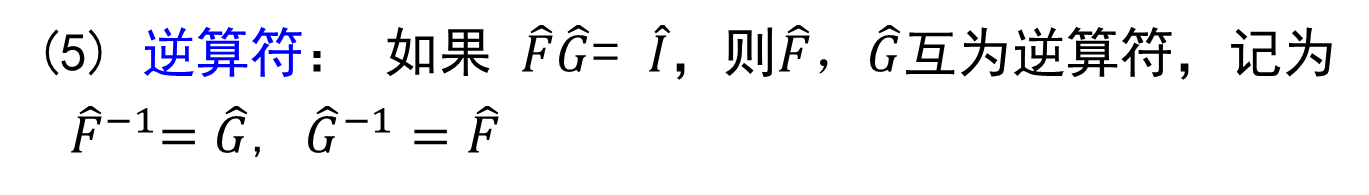 (5) 逆算符： 如果 F̂Ĝ= Î，则F̂，Ĝ互为逆算符，记为
F̂⁻¹= Ĝ, Ĝ⁻¹ = F̂